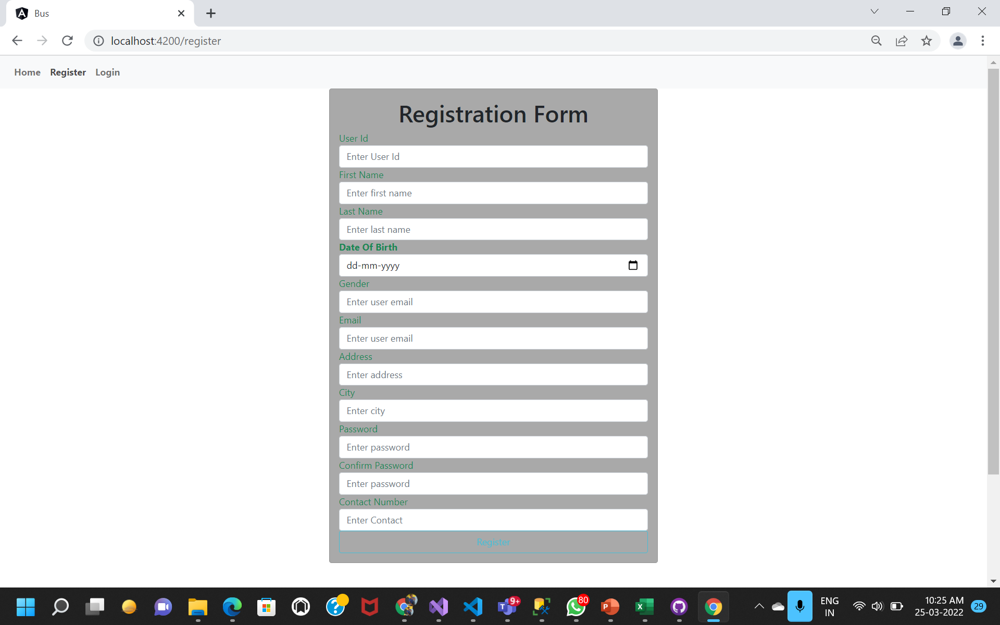 Bus
localhost:4200/register
Home Register Login
Registration Form
User Id
Enter User Id
First Name
Enter first name
Last Name
Enter last name
Date Of Birth
dd-mm-yyyy
Gender
Enter user email
Email
Enter user email
Address
Enter address
City
Enter city
Password
Enter password
Confirm Password
Enter password
Contact Number
Enter Contact
Register
9+
80
ENG
IN
10:25 AM
25-03-2022
29